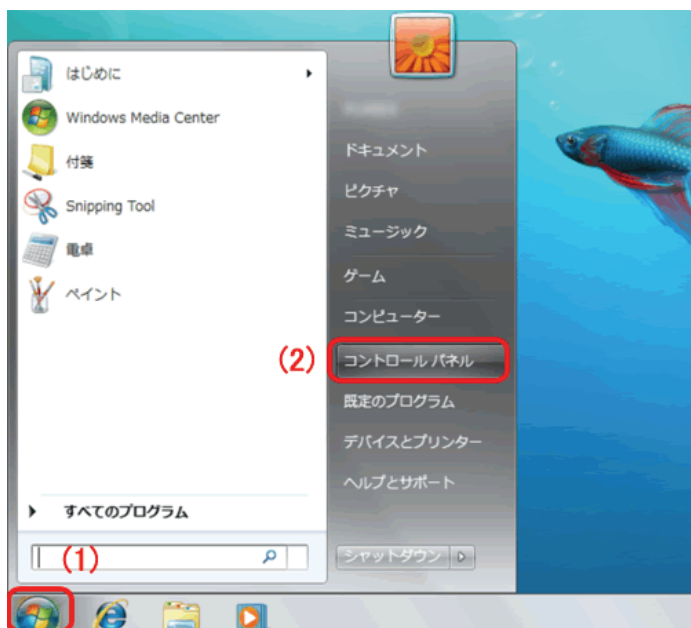 はじめに
Windows Media Center
付箋
Snipping Tool
電卓
ペイント
すべてのプログラム
(1)
ドキュメント
ピクチャ
ミュージック
ゲーム
コンピューター
(2)
コントロール パネル
既定のプログラム
デバイスとプリンター
ヘルプとサポート
シャットダウン